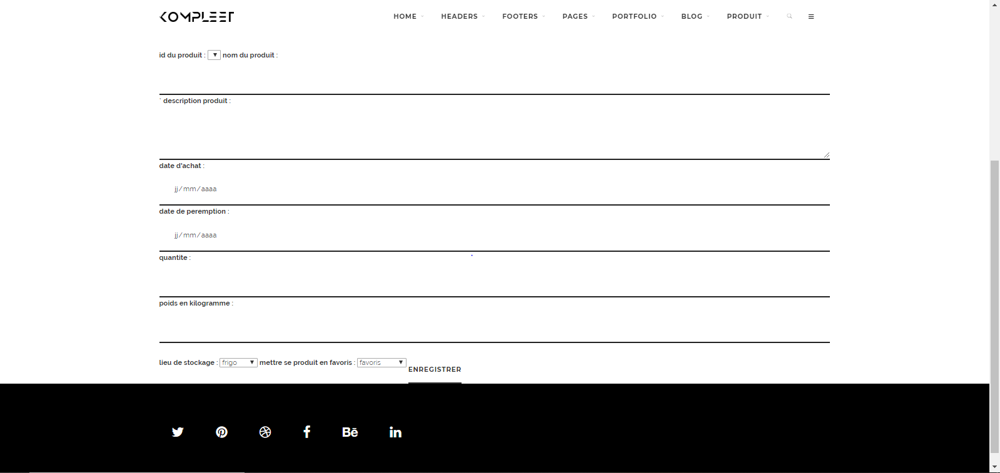 KOMPLEET HOME HEADERS FOOTERS PAGES PORTFOLIO BLOG PRODUIT
id du produit : nom du produit :
* description produit :
date d'achat :
jj/mm/aaaa
date de peremption :
jj/mm/aaaa
quantite :
poids en kilogramme :
lieu de stockage : frigo mettre se produit en favoris : favoris
ENREGISTRER
Bē in